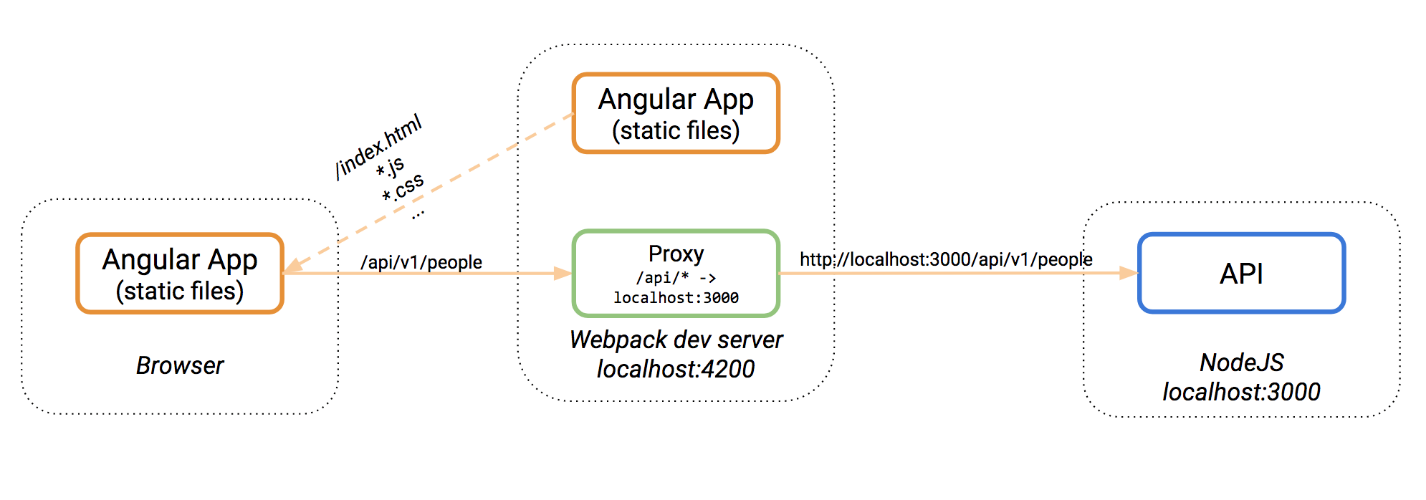 Angular App
(static files)
/index.html
*.js
*.css
...
Angular App
(static files)
Browser
/api/v1/people
Proxy
/api/* ->
localhost:3000
Webpack dev server
localhost:4200
http://localhost:3000/api/v1/people
API
NodeJS
localhost:3000